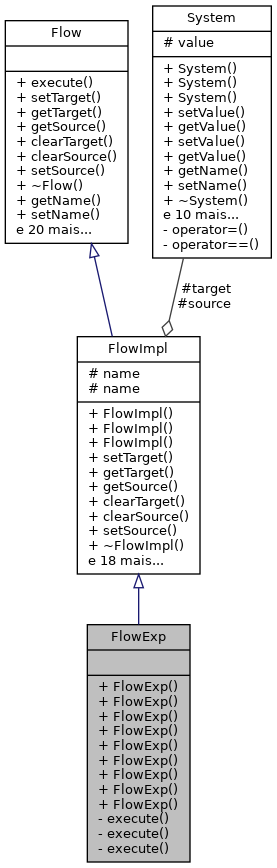 Flow
+ execute()
+ setTarget()
+ getTarget()
+ getSource()
+ clearTarget()
+ clearSource()
+ setSource()
+ ~Flow()
+ getName()
+ setName()
e 20 mais...
System
# value
+ System()
+ System()
+ System()
+ setValue()
+ getValue()
+ setValue()
+ getValue()
+ getName()
+ setName()
+ ~System()
e 10 mais...
- operator=()
- operator==()
#target
#source
FlowImpl
# name
# name
+ FlowImpl()
+ FlowImpl()
+ FlowImpl()
+ setTarget()
+ getTarget()
+ getSource()
+ clearTarget()
+ clearSource()
+ setSource()
+ ~FlowImpl()
e 18 mais...
FlowExp
+ FlowExp()
+ FlowExp()
+ FlowExp()
+ FlowExp()
+ FlowExp()
+ FlowExp()
+ FlowExp()
+ FlowExp()
+ FlowExp()
- execute()
- execute()
- execute()